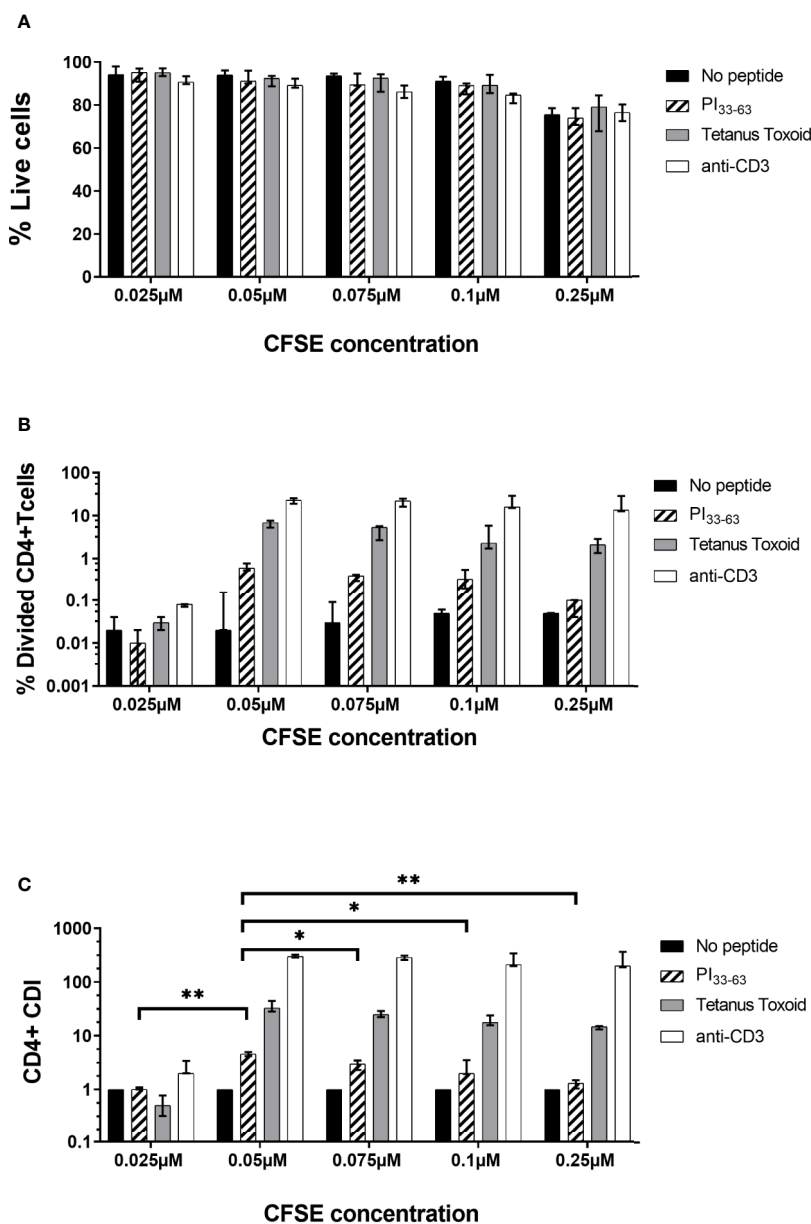 A
% Live cells
100
80
60
40
20
0
0.025µM 0.05µM 0.075µM 0.1µM 0.25µM
CFSE concentration
No peptide
PI33-63
Tetanus Toxoid
anti-CD3
B
% Divided CD4+Tcells
100
10
1
0.1
0.01
0.001
0.025µM 0.05µM 0.075µM 0.1µM 0.25µM
CFSE concentration
No peptide
PI33-63
Tetanus Toxoid
anti-CD3
C
CD4+ CDI
1000
100
10
1
0.1
**
*
*
**
0.025µM 0.05µM 0.075µM 0.1µM 0.25µM
CFSE concentration
No peptide
PI33-63
Tetanus Toxoid
anti-CD3